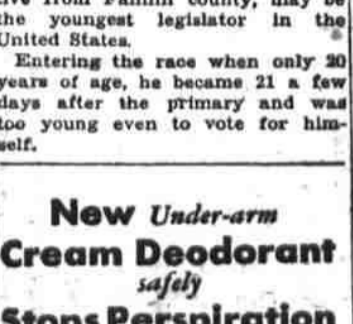 the youngest legislator in the
United States.
Entering the race when only 20
years of age, he became 21 a few
days after the primary and was
too young even to vote for him-
self.
New Under-arm
Cream Deodorant
safely
Stops Perspiration